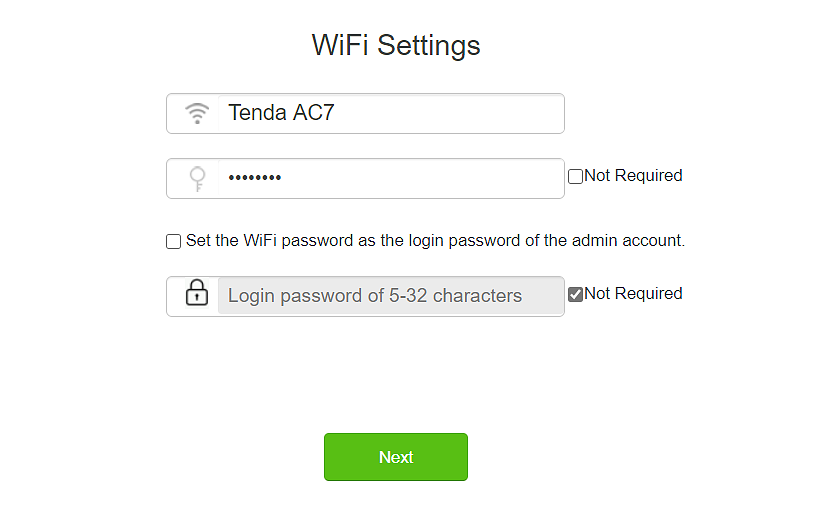 WiFi Settings
Tenda AC7
••••••••
Not Required
Set the WiFi password as the login password of the admin account.
Login password of 5-32 characters
Not Required
Next